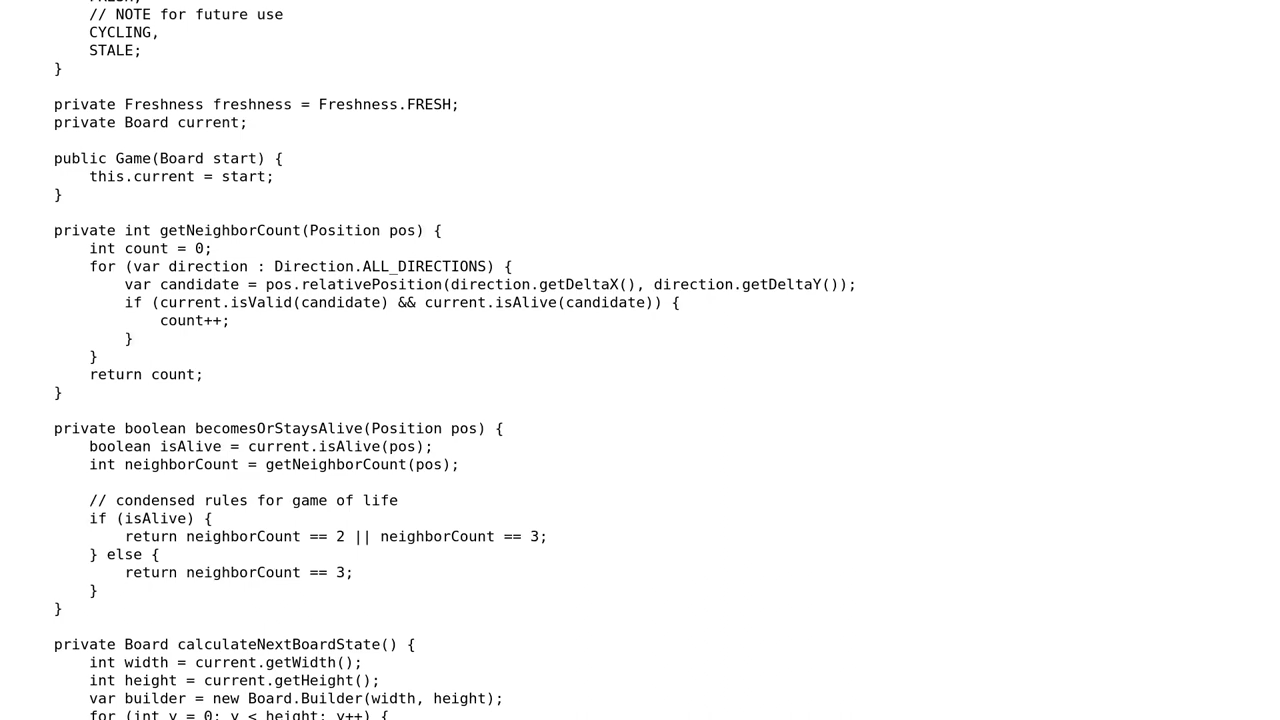 // NOTE for future use
CYCLING,
STALE;
}
private Freshness freshness = Freshness.FRESH;
private Board current;
public Game(Board start) {
this.current = start;
}
private int getNeighborCount(Position pos) {
int count = 0;
for (var direction : Direction.ALL_DIRECTIONS) {
var candidate = pos.relativePosition(direction.getDeltaX(), direction.getDeltaY());
if (current.isValid(candidate) && current.isAlive(candidate)) {
count++;
}
}
return count;
}
private boolean becomesOrStaysAlive(Position pos) {
boolean isAlive = current.isAlive(pos);
int neighborCount = getNeighborCount(pos);
// condensed rules for game of life
if (isAlive) {
return neighborCount == 2 || neighborCount == 3;
} else {
return neighborCount == 3;
}
}
private Board calculateNextBoardState() {
int width = current.getWidth();
int height = current.getHeight();
var builder = new Board.Builder(width, height);
for (int y = 0; y < height; y++) {